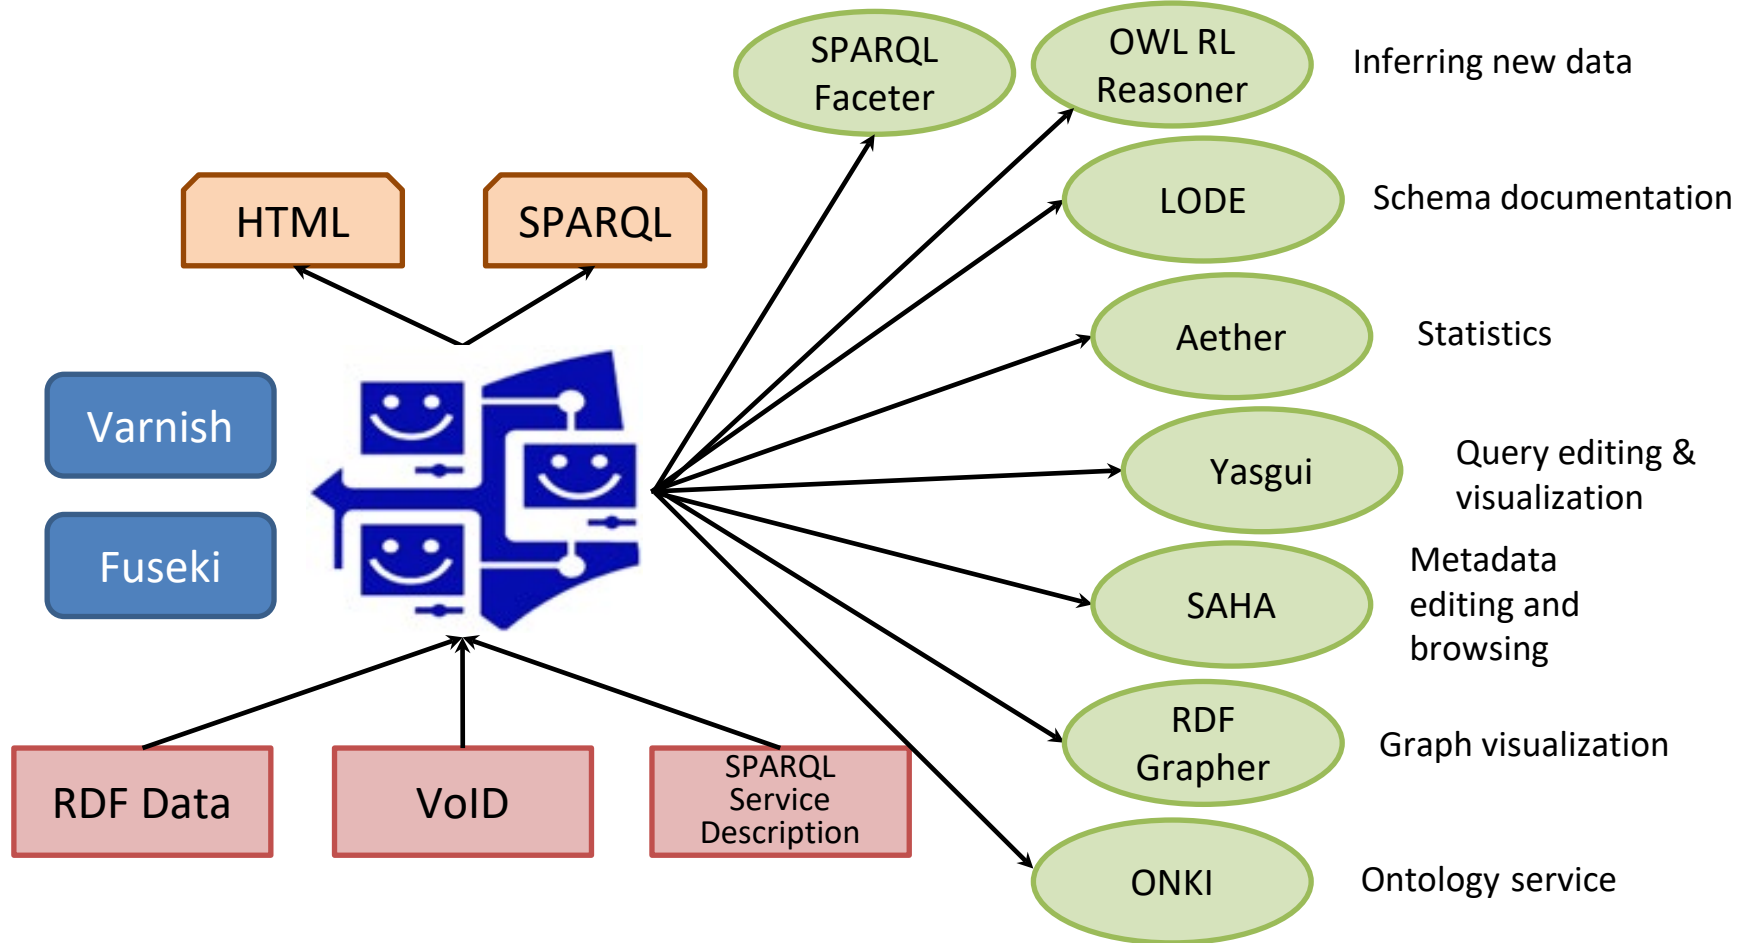 SPARQL
Faceter
OWL RL
Reasoner
Inferring new data
LODE
Schema documentation
HTML
SPARQL
Aether
Statistics
Varnish
Yasgui
Query editing &
visualization
Fuseki
SAHA
Metadata
editing and
browsing
RDF
Grapher
Graph visualization
RDF Data
VoID
SPARQL
Service
Description
ONKI
Ontology service